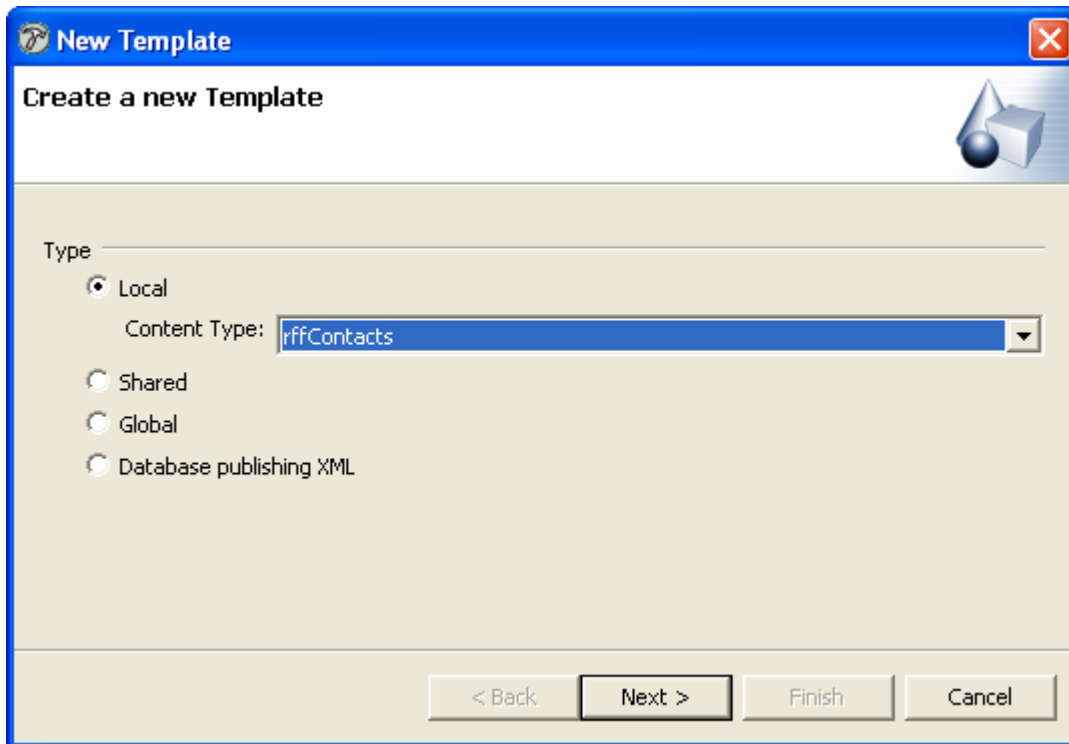 New Template
Create a new Template
Type
Local
Content Type: rffContacts
Shared
Global
Database publishing XML
< Back Next > Finish Cancel